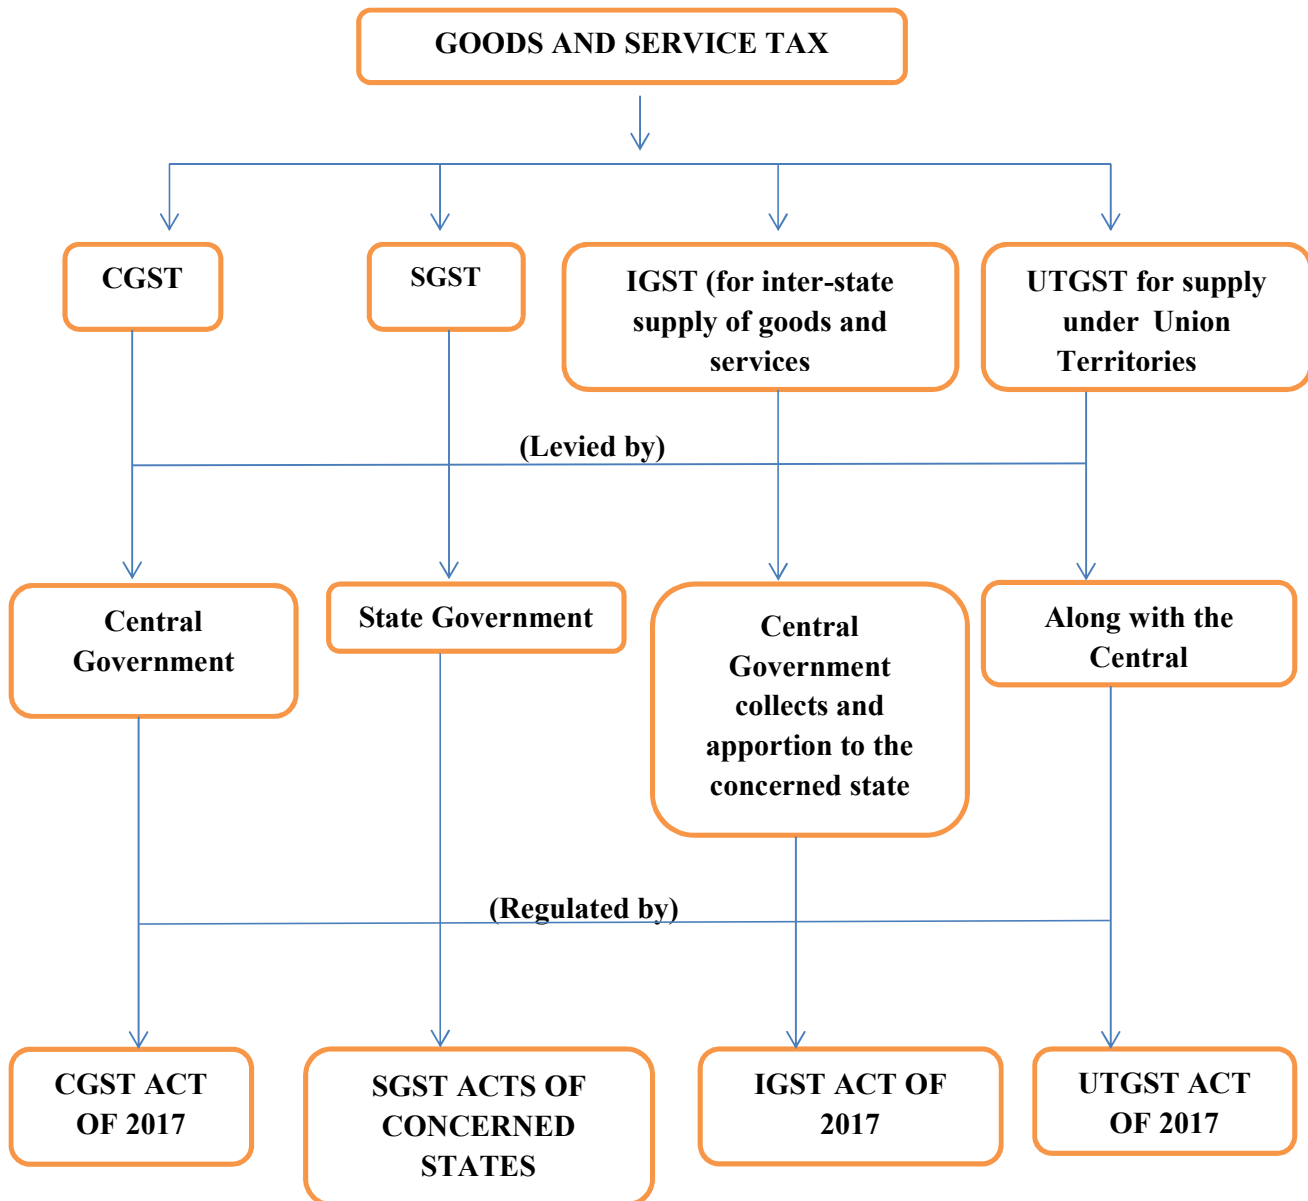 GOODS AND SERVICE TAX
CGST
SGST
IGST (for inter-state
supply of goods and
services
UTGST for supply
under Union
Territories
(Levied by)
Central
Government
State Government
Central
Government
collects and
apportion to the
concerned state
Along with the
Central
(Regulated by)
CGST ACT
OF 2017
SGST ACTS OF
CONCERNED
STATES
IGST ACT OF
2017
UTGST ACT
OF 2017